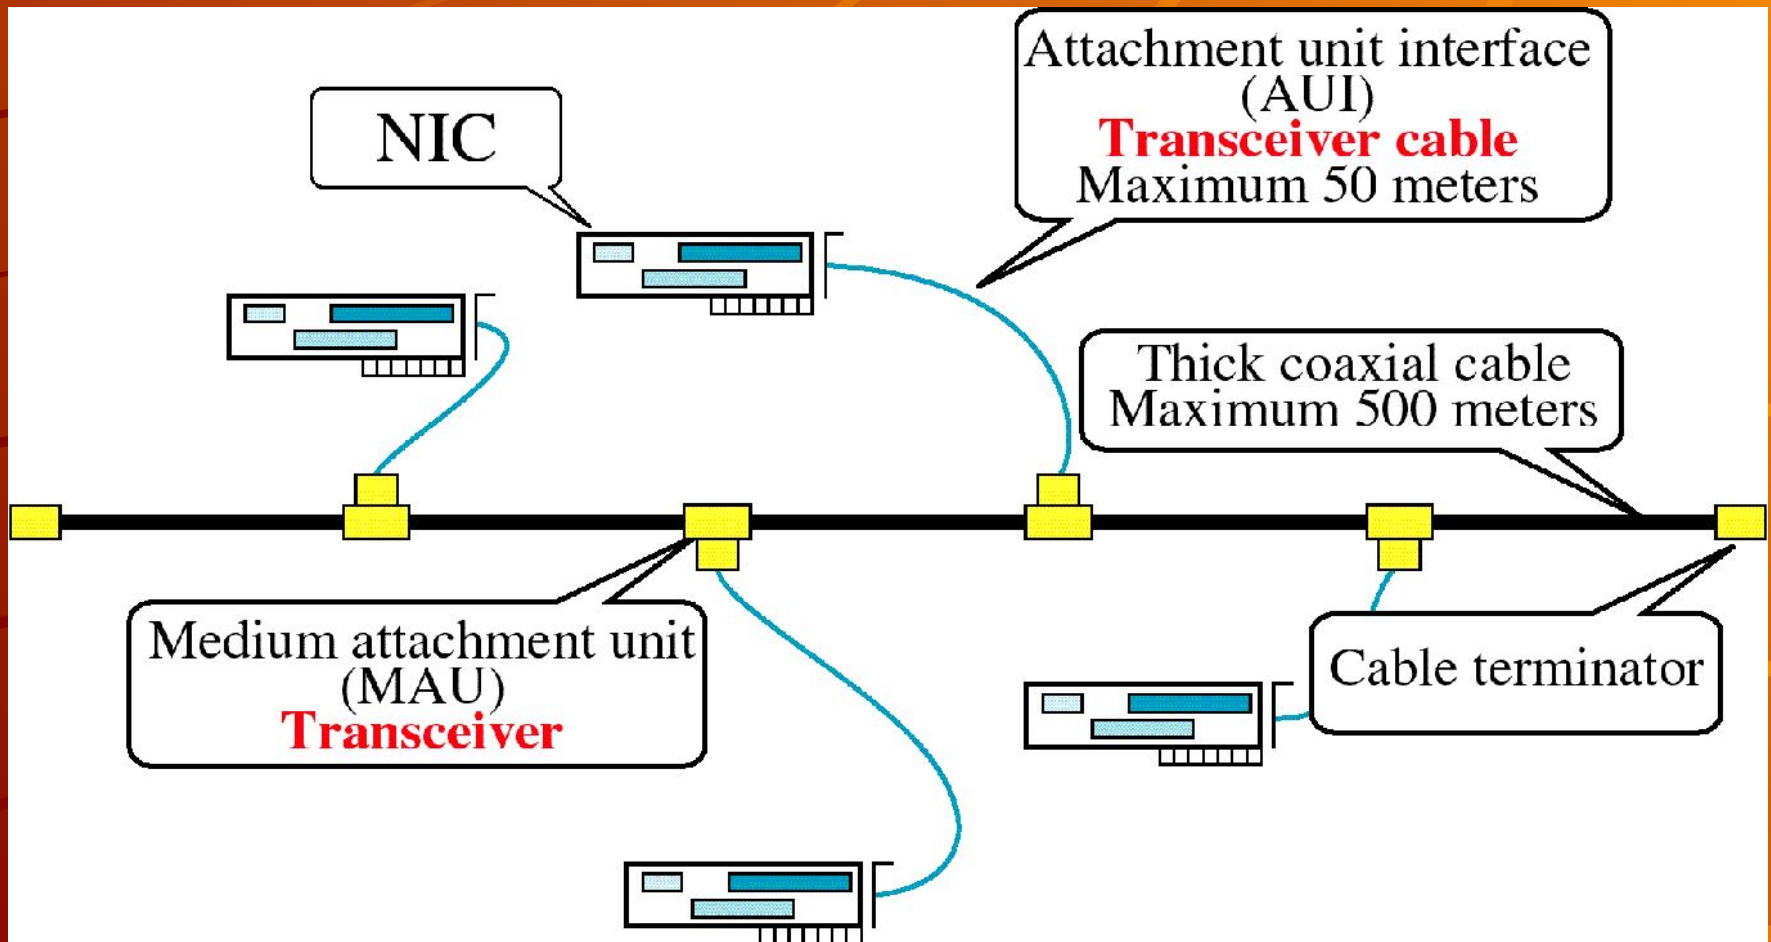 Attachment unit interface
(AUI)
Transceiver cable
Maximum 50 meters
NIC
Thick coaxial cable
Maximum 500 meters
Medium attachment unit
(MAU)
Transceiver
Cable terminator